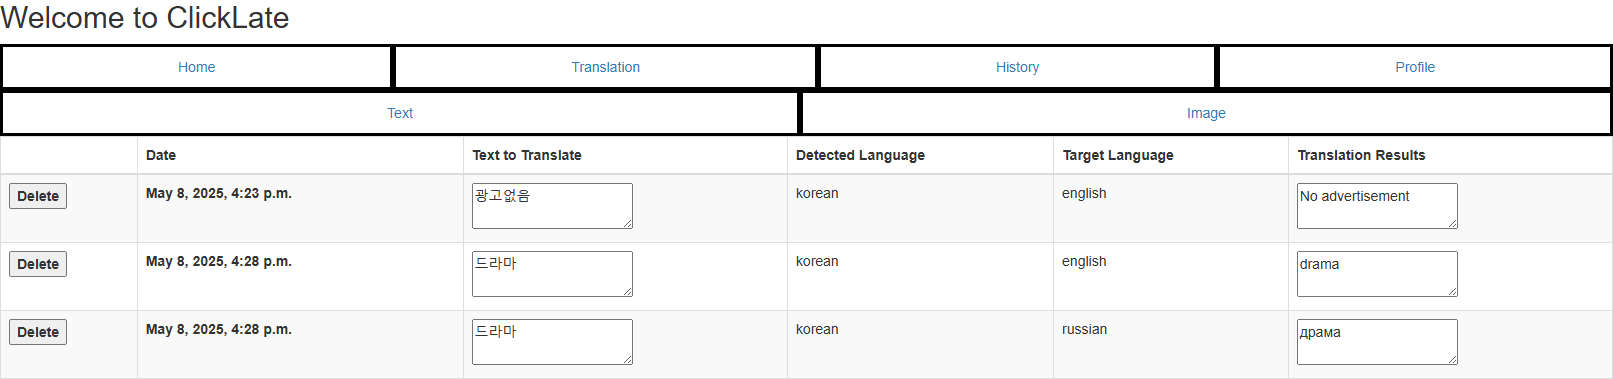 Welcome to ClickLate
Home Translation History Profile
Text Image
Date Text to Translate Detected Language Target Language Translation Results
Delete May 8, 2025, 4:23 p.m. 광고없음 korean english No advertisement
Delete May 8, 2025, 4:28 p.m. 드라마 korean english drama
Delete May 8, 2025, 4:28 p.m. 드라마 korean russian драма